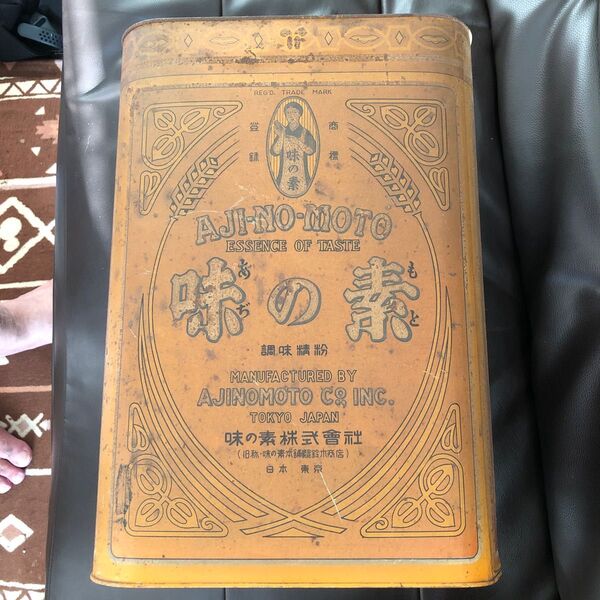 REG'D. TRADE MARK
商標
登録
味の素
AJI-NO-MOTO
ESSENCE OF TASTE
味の素
あぢ もと
調味精粉
MANUFACTURED BY
AJINOMOTO CO. INC.
TOKYO JAPAN
味の素株式會社
(旧称・味の素本舗鈴木商店)
日本 東京